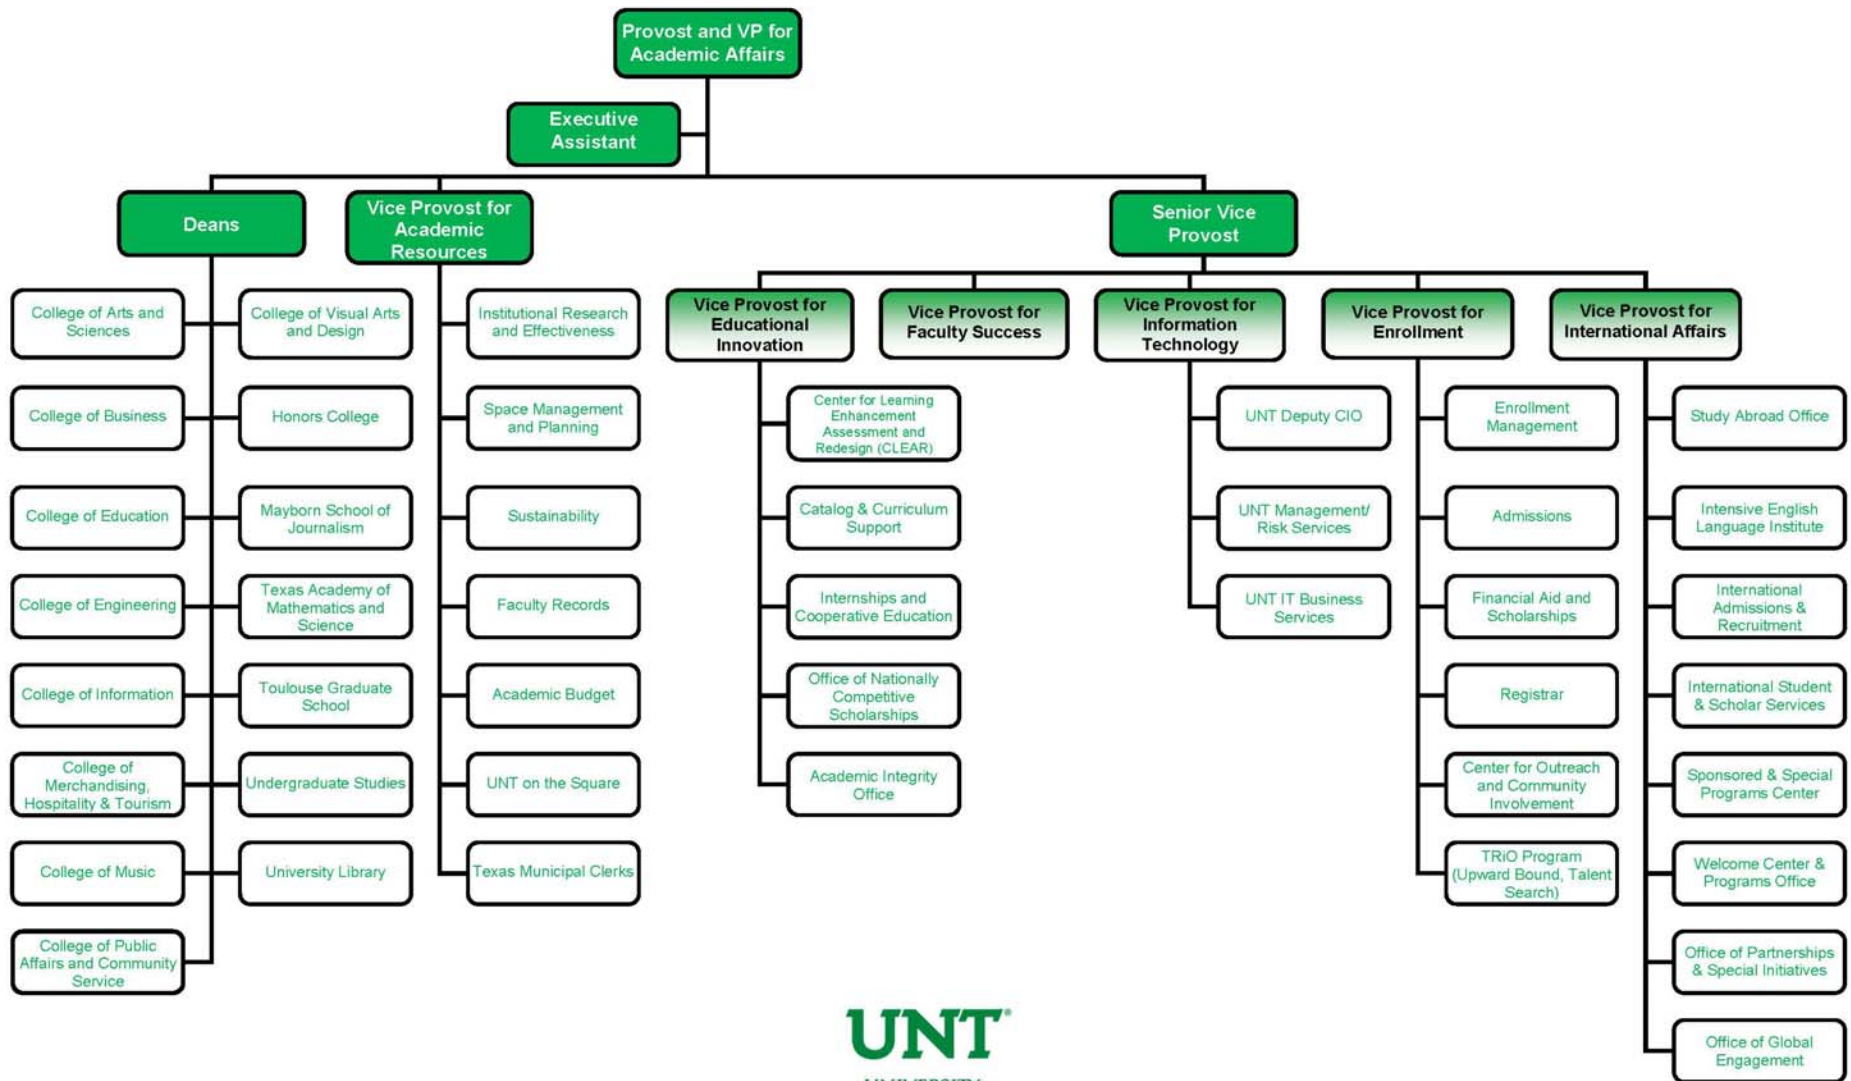 Provost and VP for
Academic Affairs
Executive
Assistant
Deans
Vice Provost for
Academic
Resources
Senior Vice
Provost
College of Arts and
Sciences
College of Visual Arts
and Design
Institutional Research
and Effectiveness
Vice Provost for
Educational
Innovation
Vice Provost for
Faculty Success
Vice Provost for
Information
Technology
Vice Provost for
Enrollment
Vice Provost for
International Affairs
College of Business
Honors College
Space Management
and Planning
Center for Learning
Enhancement
Assessment and
Redesign (CLEAR)
UNT Deputy CIO
Enrollment
Management
Study Abroad Office
College of Education
Mayborn School of
Journalism
Sustainability
Catalog & Curriculum
Support
UNT Management/
Risk Services
Admissions
Intensive English
Language Institute
College of Engineering
Texas Academy of
Mathematics and
Science
Faculty Records
Internships and
Cooperative Education
UNT IT Business
Services
Financial Aid and
Scholarships
International
Admissions &
Recruitment
College of Information
Toulouse Graduate
School
Academic Budget
Office of Nationally
Competitive
Scholarships
Registrar
International Student
& Scholar Services
College of
Merchandising,
Hospitality & Tourism
Undergraduate Studies
UNT on the Square
Academic Integrity
Office
Center for Outreach
and Community
Involvement
Sponsored & Special
Programs Center
College of Music
University Library
Texas Municipal Clerks
TRiO Program
(Upward Bound, Talent
Search)
Welcome Center &
Programs Office
College of Public
Affairs and Community
Service
Office of Partnerships
& Special Initiatives
Office of Global
Engagement
UNT®